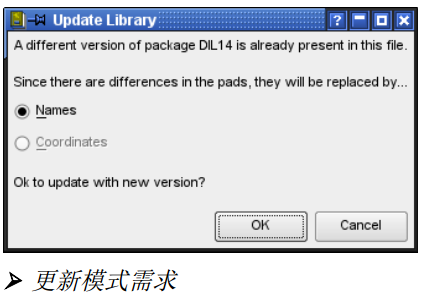 Update Library
A different version of package DIL14 is already present in this file.
Since there are differences in the pads, they will be replaced by...
Names
Coordinates
Ok to update with new version?
OK Cancel
➤ 更新模式需求